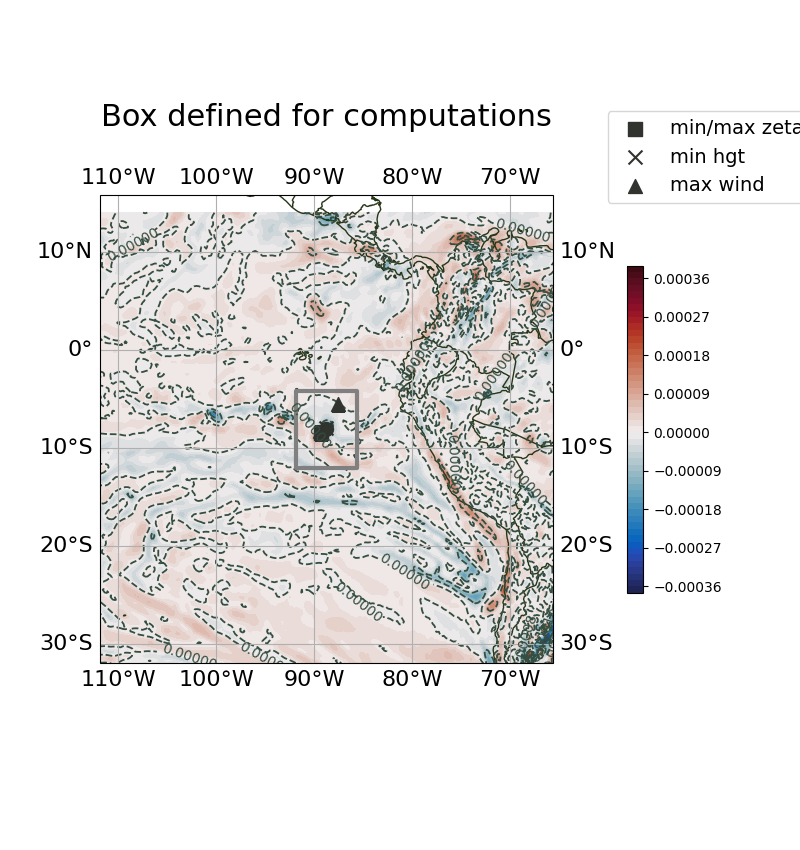 Box defined for computations
min/max zeta
min hgt
max wind
110°W 100°W 90°W 80°W 70°W
10°N 10°N
0° 0°
10°S 10°S
20°S 20°S
30°S 30°S
110°W 100°W 90°W 80°W 70°W
0.00036
0.00027
0.00018
0.00009
0.00000
−0.00009
−0.00018
−0.00027
−0.00036
0.00000
0.00000
0.00000
0.00000
0.00000
0.00000